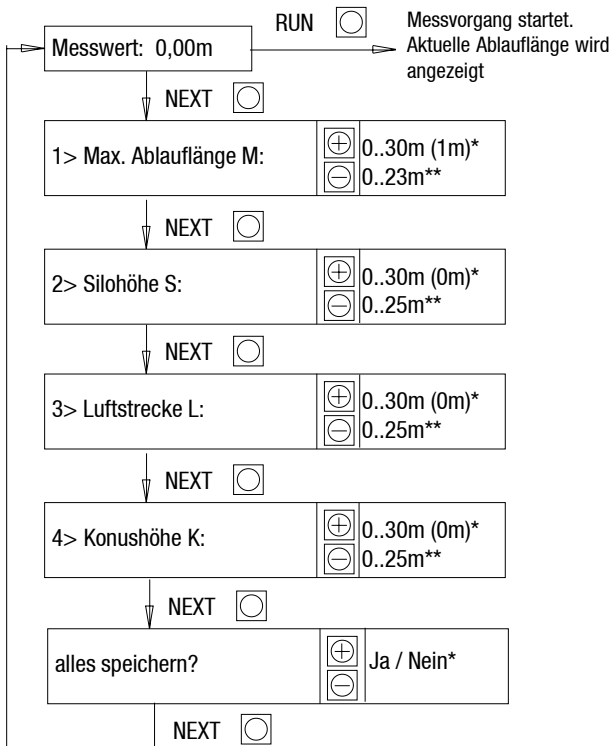 RUN
Messvorgang startet.
Aktuelle Ablauflänge wird
angezeigt
Messwert: 0,00m
NEXT
1> Max. Ablauflänge M:
0..30m (1m)*
0..23m**
NEXT
2> Silohöhe S:
0..30m (0m)*
0..25m**
NEXT
3> Luftstrecke L:
0..30m (0m)*
0..25m**
NEXT
4> Konushöhe K:
0..30m (0m)*
0..25m**
NEXT
alles speichern?
Ja / Nein*
NEXT